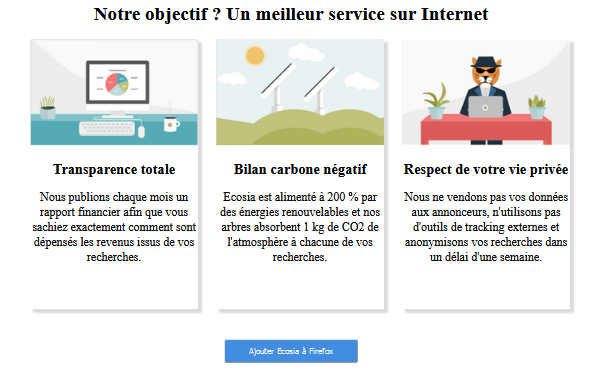 Notre objectif ? Un meilleur service sur Internet
Transparence totale
Nous publions chaque mois un
rapport financier afin que vous
sachiez exactement comment sont
dépensés les revenus issus de vos
recherches.
Bilan carbone négatif
Ecosia est alimenté à 200 % par
des énergies renouvelables et nos
arbres absorbent 1 kg de CO2 de
l'atmosphère à chacune de vos
recherches.
Respect de votre vie privée
Nous ne vendons pas vos données
aux annonceurs, n'utilisons pas
d'outils de tracking externes et
anonymisons vos recherches dans
un délai d'une semaine.
Ajouter Ecosia à Firefox